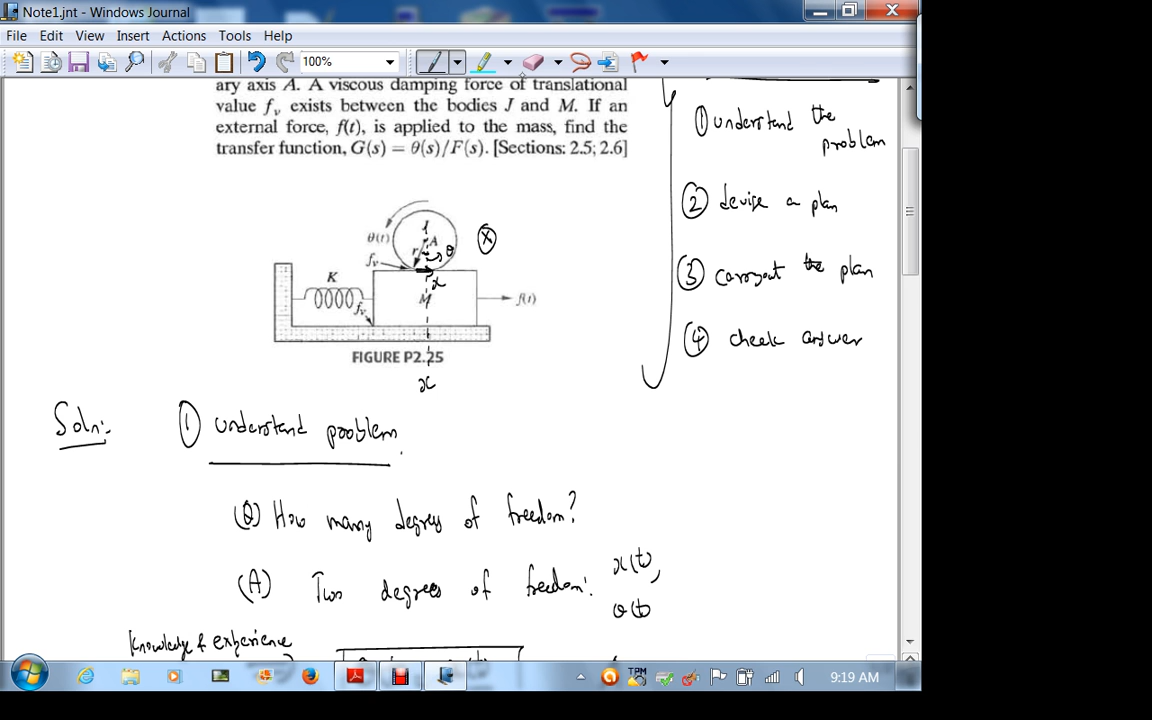 Note1.jnt - Windows Journal
File Edit View Insert Actions Tools Help
100%
ary axis A. A viscous damping force of translational
value fv exists between the bodies J and M. If an
external force, f(t), is applied to the mass, find the
transfer function, G(s) = θ(s)/F(s). [Sections: 2.5; 2.6]
① understand the
problem
② devise a plan
③ carryout the plan
④ check answer
J
θ(t) A
r θ
fv
x
K
fv M f(t)
FIGURE P2.25
x
Soln:
① understand problem.
(Q) How many degrees of freedom?
(A) Two degrees of freedom: x(t),
θ(t)
Knowledge & experience
TPM
9:19 AM